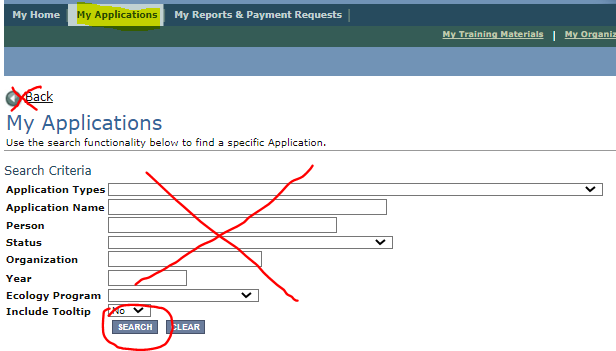 My Home | My Applications | My Reports & Payment Requests
My Training Materials | My Organiz
Back
My Applications
Use the search functionality below to find a specific Application.
Search Criteria
Application Types
Application Name
Person
Status
Organization
Year
Ecology Program
Include Tooltip No
SEARCH CLEAR